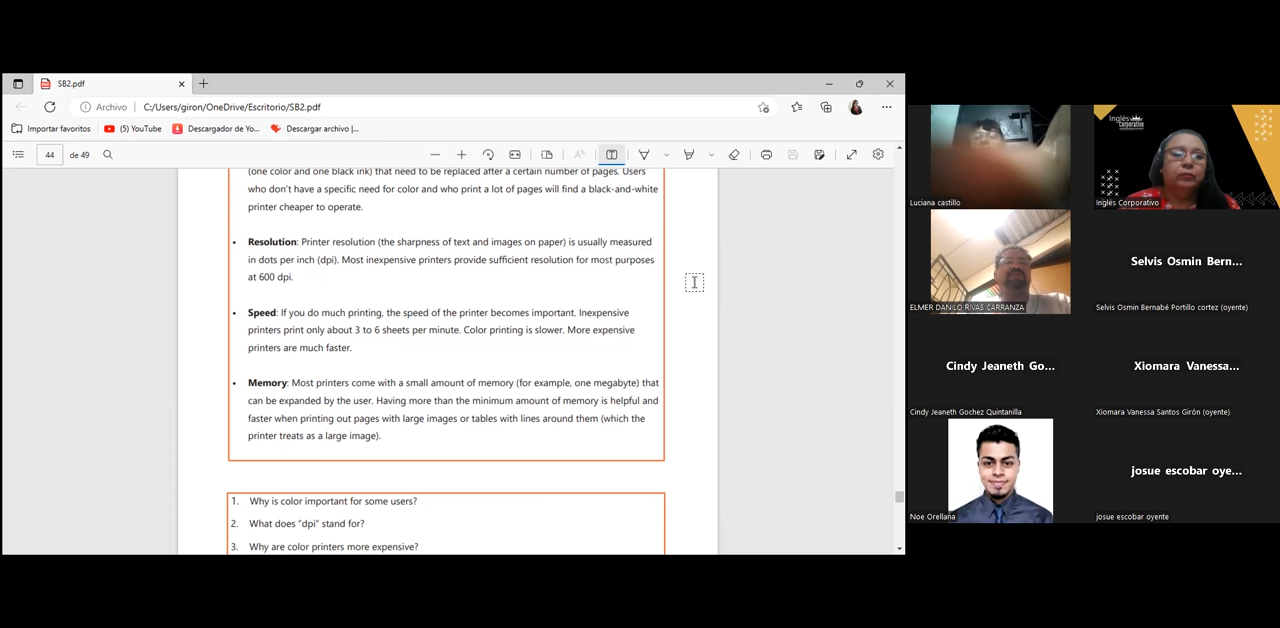 SB2.pdf
Archivo
C:/Users/giron/OneDrive/Escritorio/SB2.pdf
Importar favoritos
(5) YouTube
Descargador de Yo...
Descargar archivo |...
44
de 49
(one color and one black ink) that need to be replaced after a certain number of pages. Users
who don't have a specific need for color and who print a lot of pages will find a black-and-white
printer cheaper to operate.
• Resolution: Printer resolution (the sharpness of text and images on paper) is usually measured
in dots per inch (dpi). Most inexpensive printers provide sufficient resolution for most purposes
at 600 dpi.
• Speed: If you do much printing, the speed of the printer becomes important. Inexpensive
printers print only about 3 to 6 sheets per minute. Color printing is slower. More expensive
printers are much faster.
• Memory: Most printers come with a small amount of memory (for example, one megabyte) that
can be expanded by the user. Having more than the minimum amount of memory is helpful and
faster when printing out pages with large images or tables with lines around them (which the
printer treats as a large image).
1. Why is color important for some users?
2. What does "dpi" stand for?
3. Why are color printers more expensive?
Luciana castillo
Inglés
Corporativo
Inglés Corporativo
ELMER DANILO RIVAS CARRANZA
Selvis Osmin Bern...
Selvis Osmin Bernabé Portillo cortez (oyente)
Cindy Jeaneth Go...
Cindy Jeaneth Gochez Quintanilla
Xiomara Vanessa...
Xiomara Vanessa Santos Girón (oyente)
Noe Orellana
josue escobar oye...
josue escobar oyente